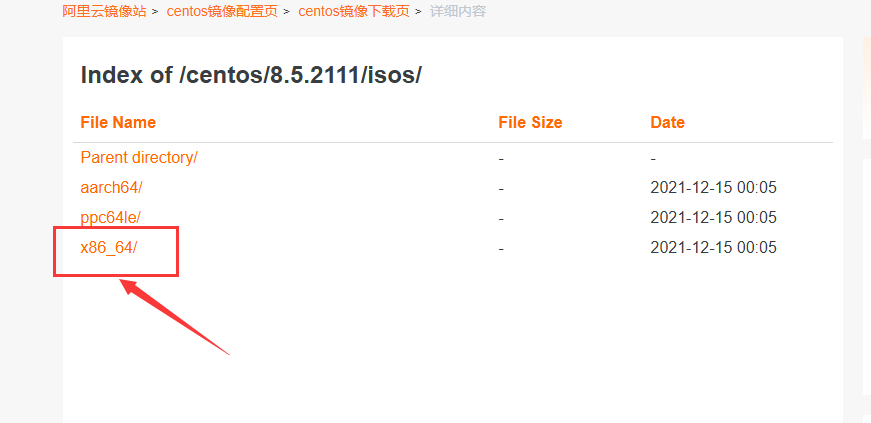 阿里云镜像站 > centos镜像配置页 > centos镜像下载页 > 详细内容
Index of /centos/8.5.2111/isos/
File Name File Size Date
Parent directory/ - -
aarch64/ - 2021-12-15 00:05
ppc64le/ - 2021-12-15 00:05
x86_64/ - 2021-12-15 00:05